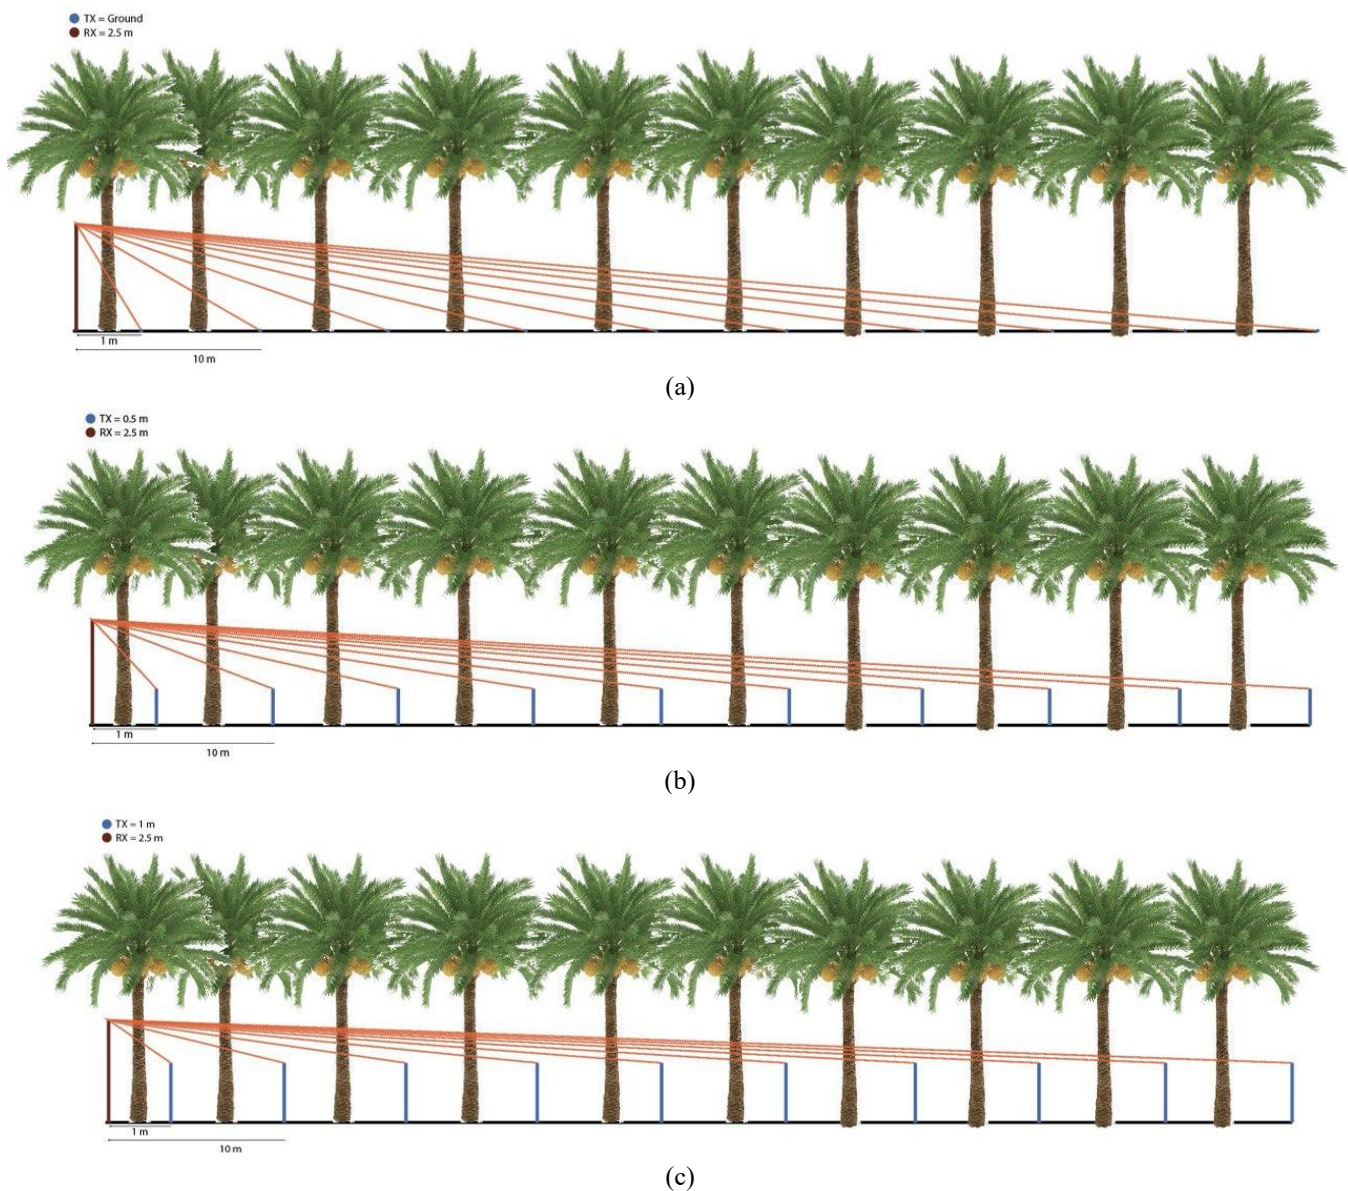 TX = Ground
RX = 2.5 m
1 m
10 m
(a)
TX = 0.5 m
RX = 2.5 m
1 m
10 m
(b)
TX = 1 m
RX = 2.5 m
1 m
10 m
(c)